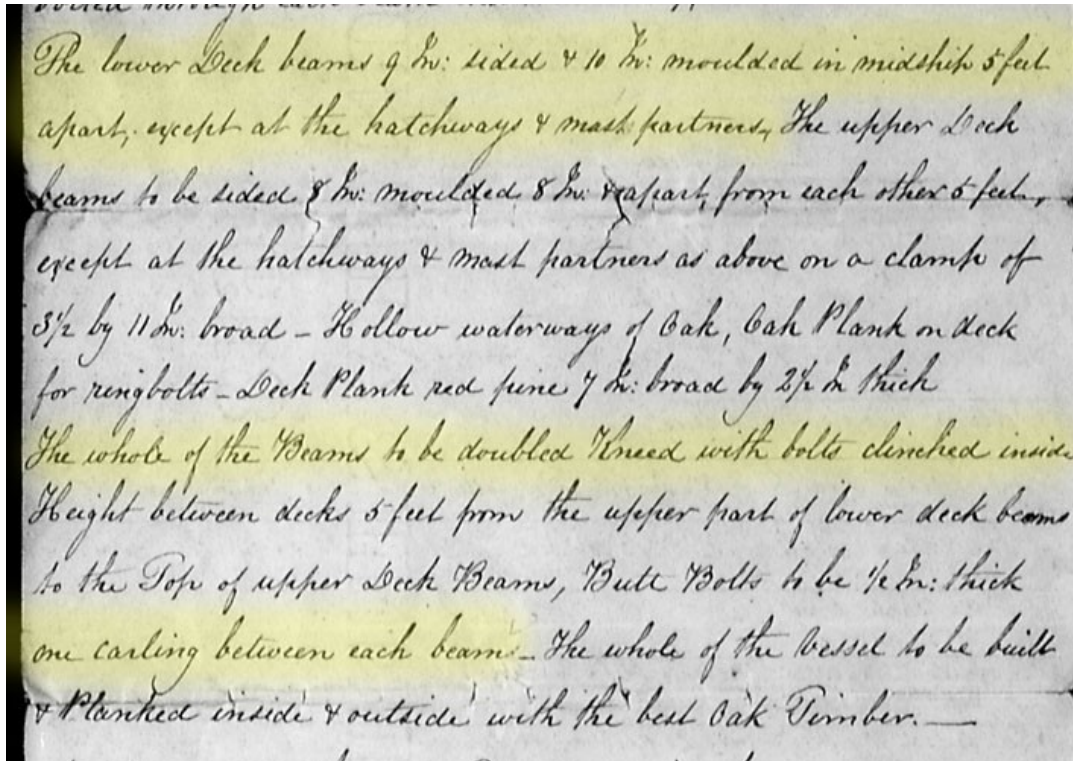 The lower Deck beams 9 In: sided & 10 In: moulded in midship 5 feet
apart, except at the hatchways & mast partners, The upper Deck
beams to be sided 8 In: moulded 8 In: & apart from each other 5 feet,
except at the hatchways & mast partners as above on a clamp of
3½ by 11 In: broad – Hollow waterways of Oak, Oak Plank on deck
for ringbolts – Deck Plank red pine 7 In: broad by 2½ In thick
The whole of the Beams to be doubled Kneed with bolts clinched inside
Height between decks 5 feet from the upper part of lower deck beams
to the Top of upper Deck Beams, Butt Bolts to be ½ In: thick
one carling between each beam – The whole of the Vessel to be built
& Planked inside & outside with the best Oak Timber. —